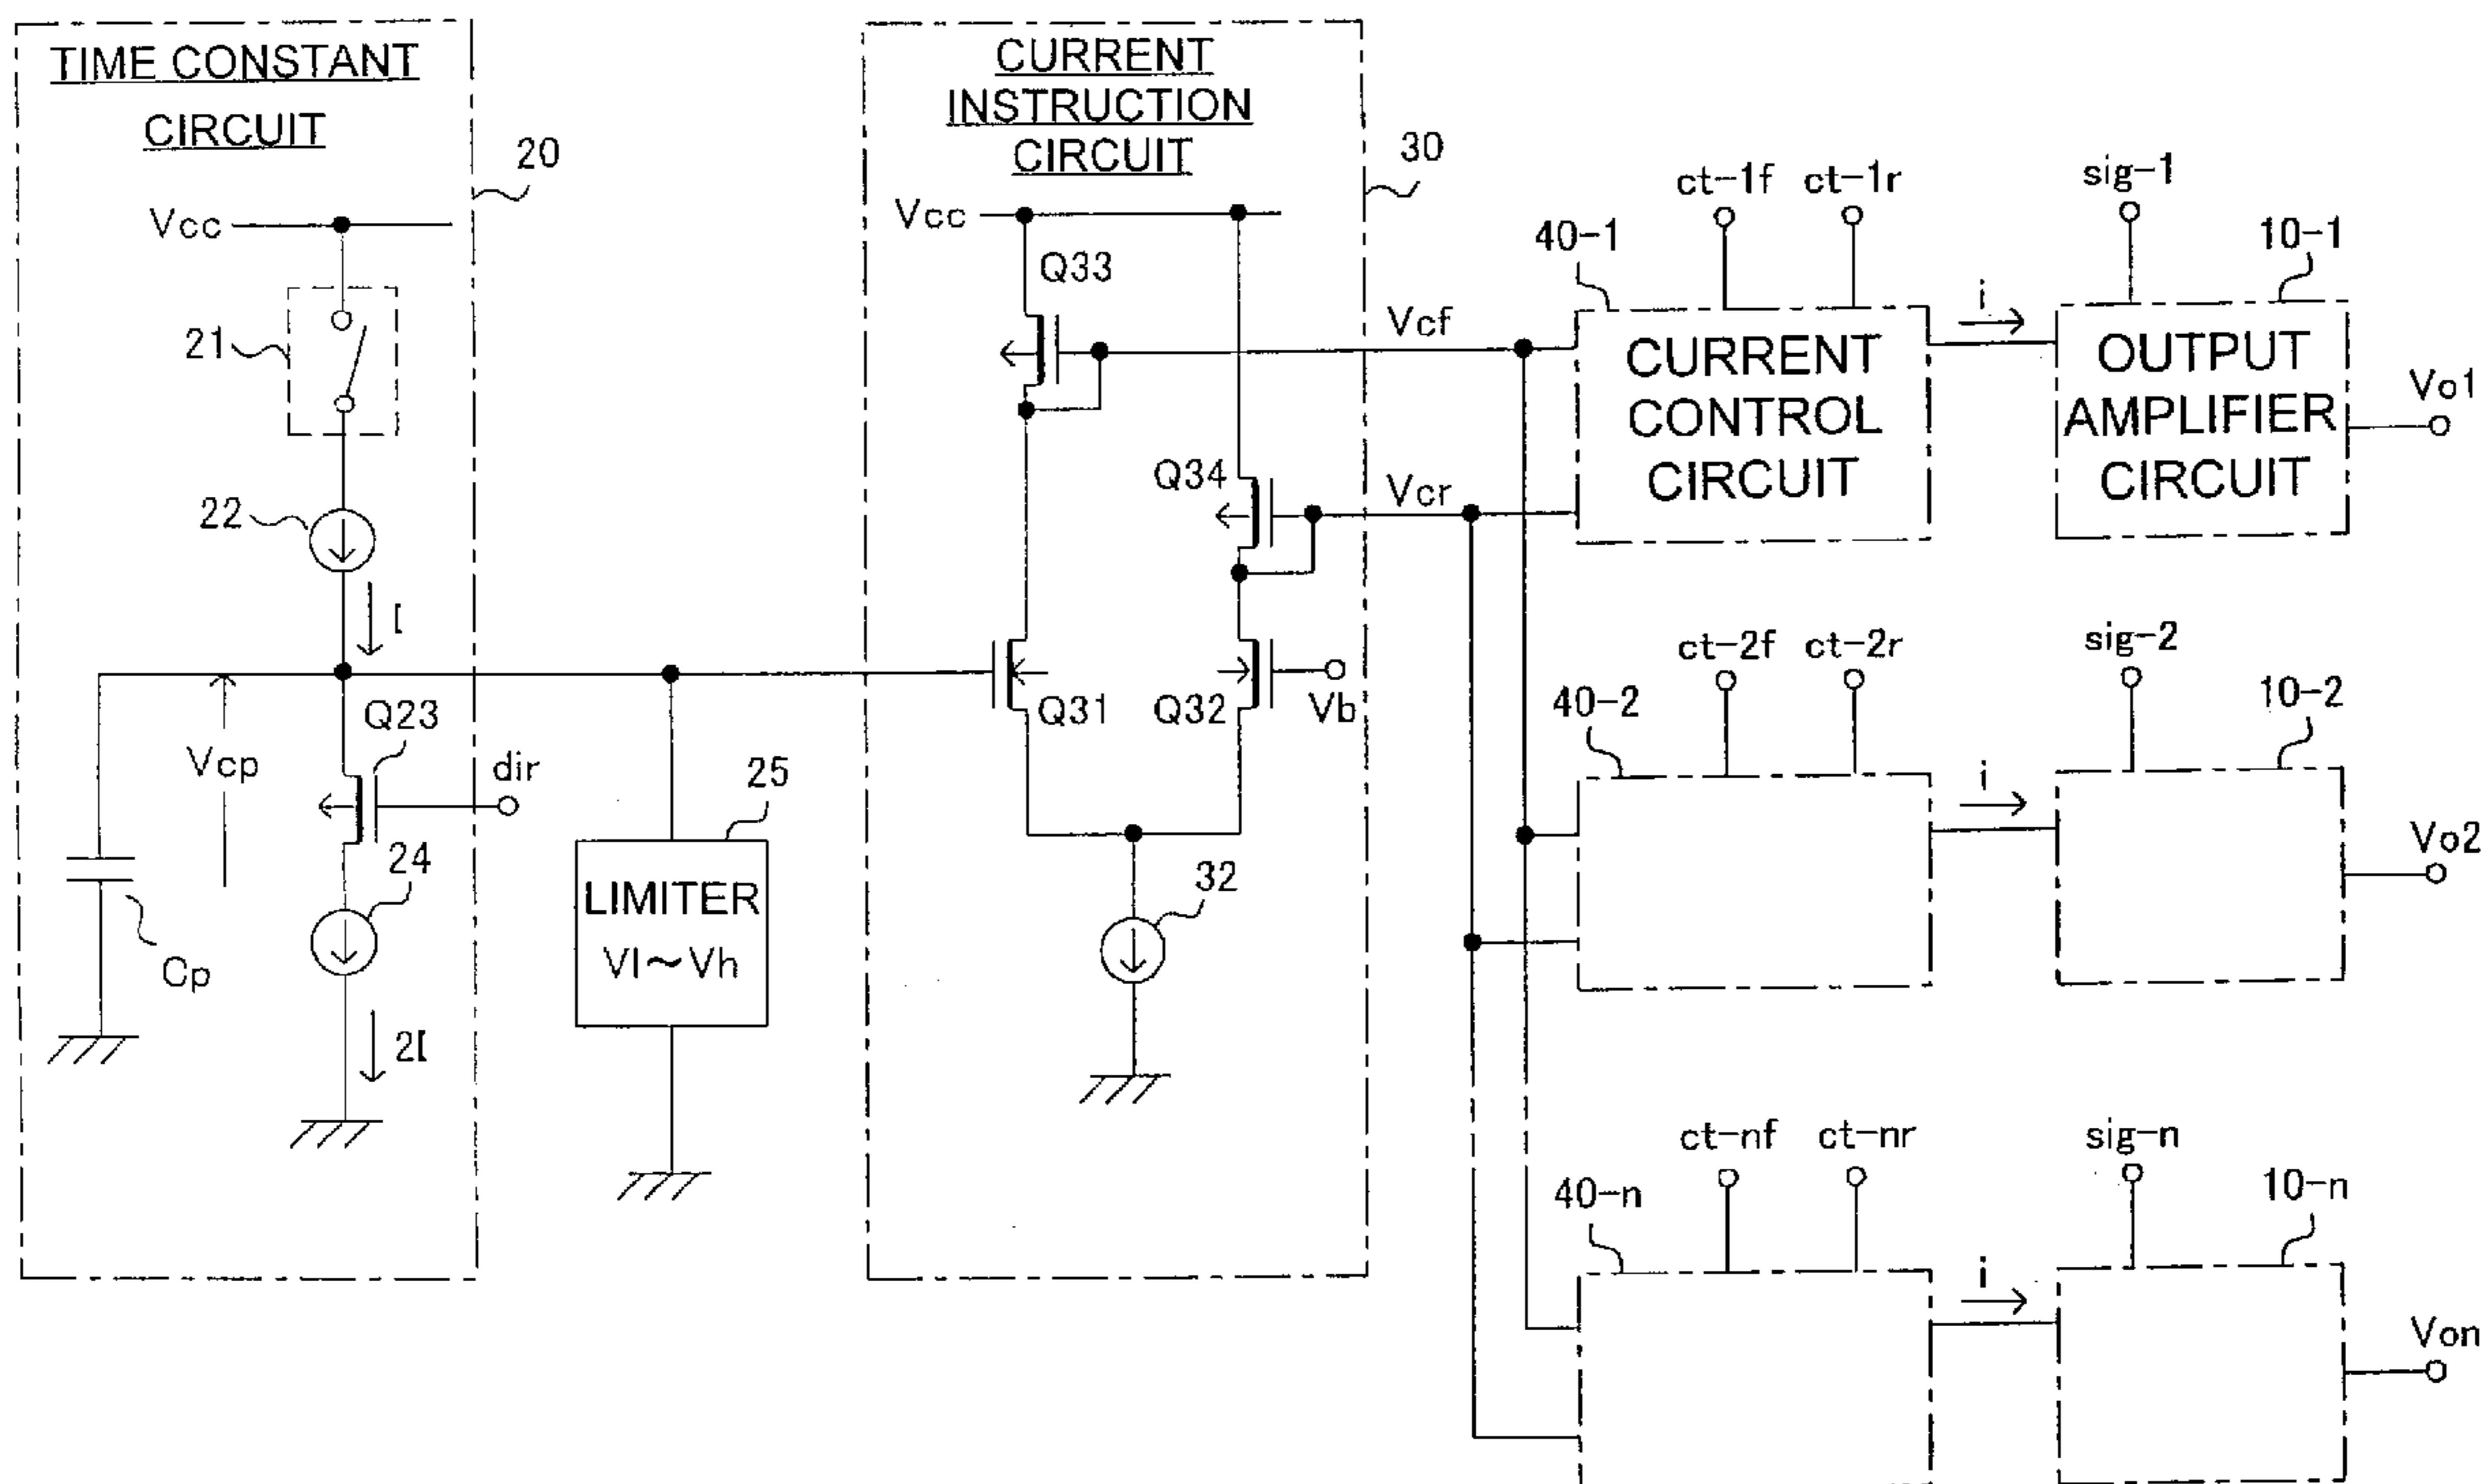 TIME CONSTANT
CIRCUIT
20
Vcc
21
22
I
Vcp
Q23
dir
24
Cp
2I
25
LIMITER
Vl~Vh
CURRENT
INSTRUCTION
CIRCUIT
30
Vcc
Q33
Vcf
Q34
Vcr
Q31
Q32
Vb
32
ct-1f
ct-1r
sig-1
40-1
10-1
i
CURRENT
CONTROL
CIRCUIT
OUTPUT
AMPLIFIER
CIRCUIT
Vo1
ct-2f
ct-2r
sig-2
40-2
10-2
i
Vo2
ct-nf
ct-nr
sig-n
40-n
10-n
i
Von